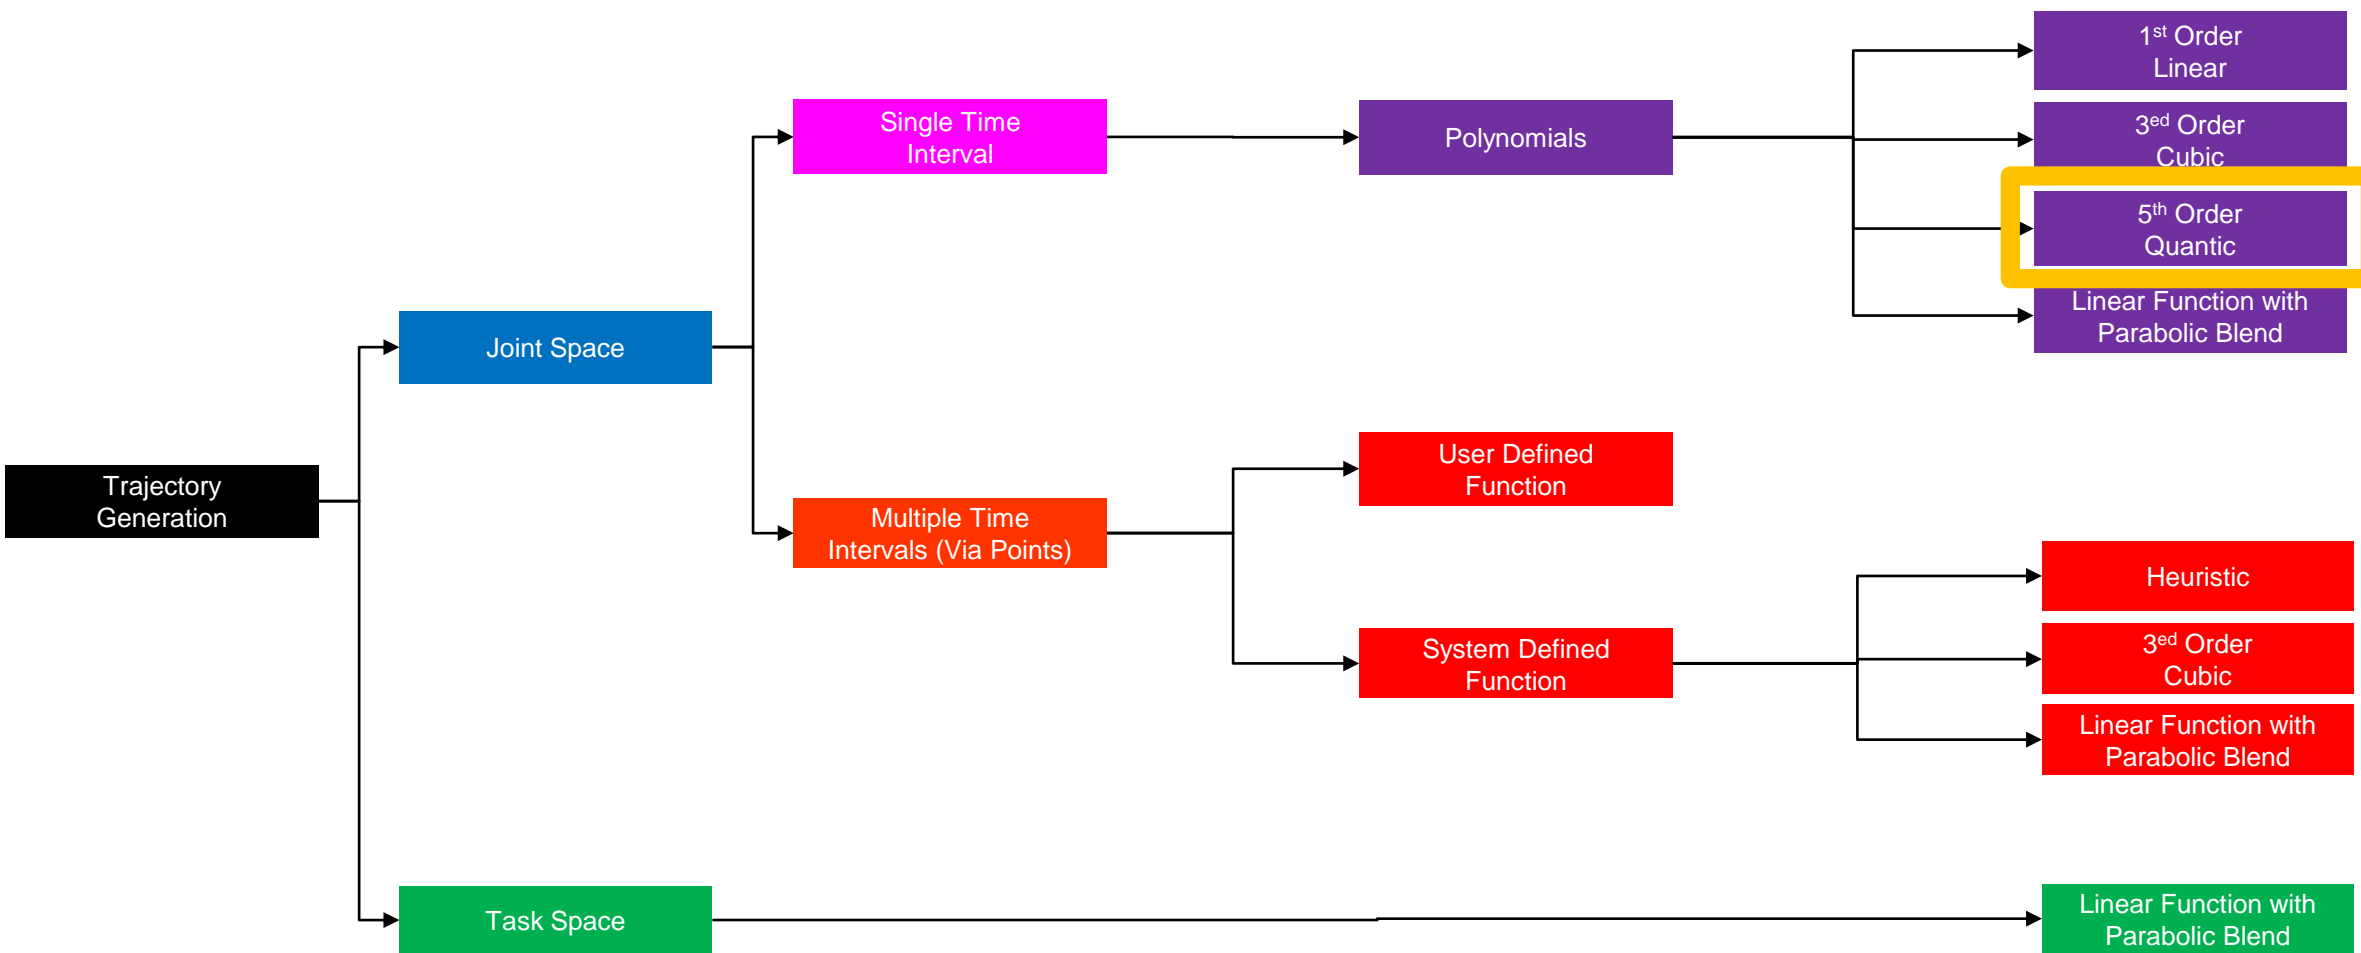 1st Order
Linear
3ed Order
Cubic
5th Order
Quantic
Linear Function with
Parabolic Blend
Single Time
Interval
Polynomials
Joint Space
Trajectory
Generation
Multiple Time
Intervals (Via Points)
User Defined
Function
System Defined
Function
Heuristic
3ed Order
Cubic
Linear Function with
Parabolic Blend
Task Space
Linear Function with
Parabolic Blend